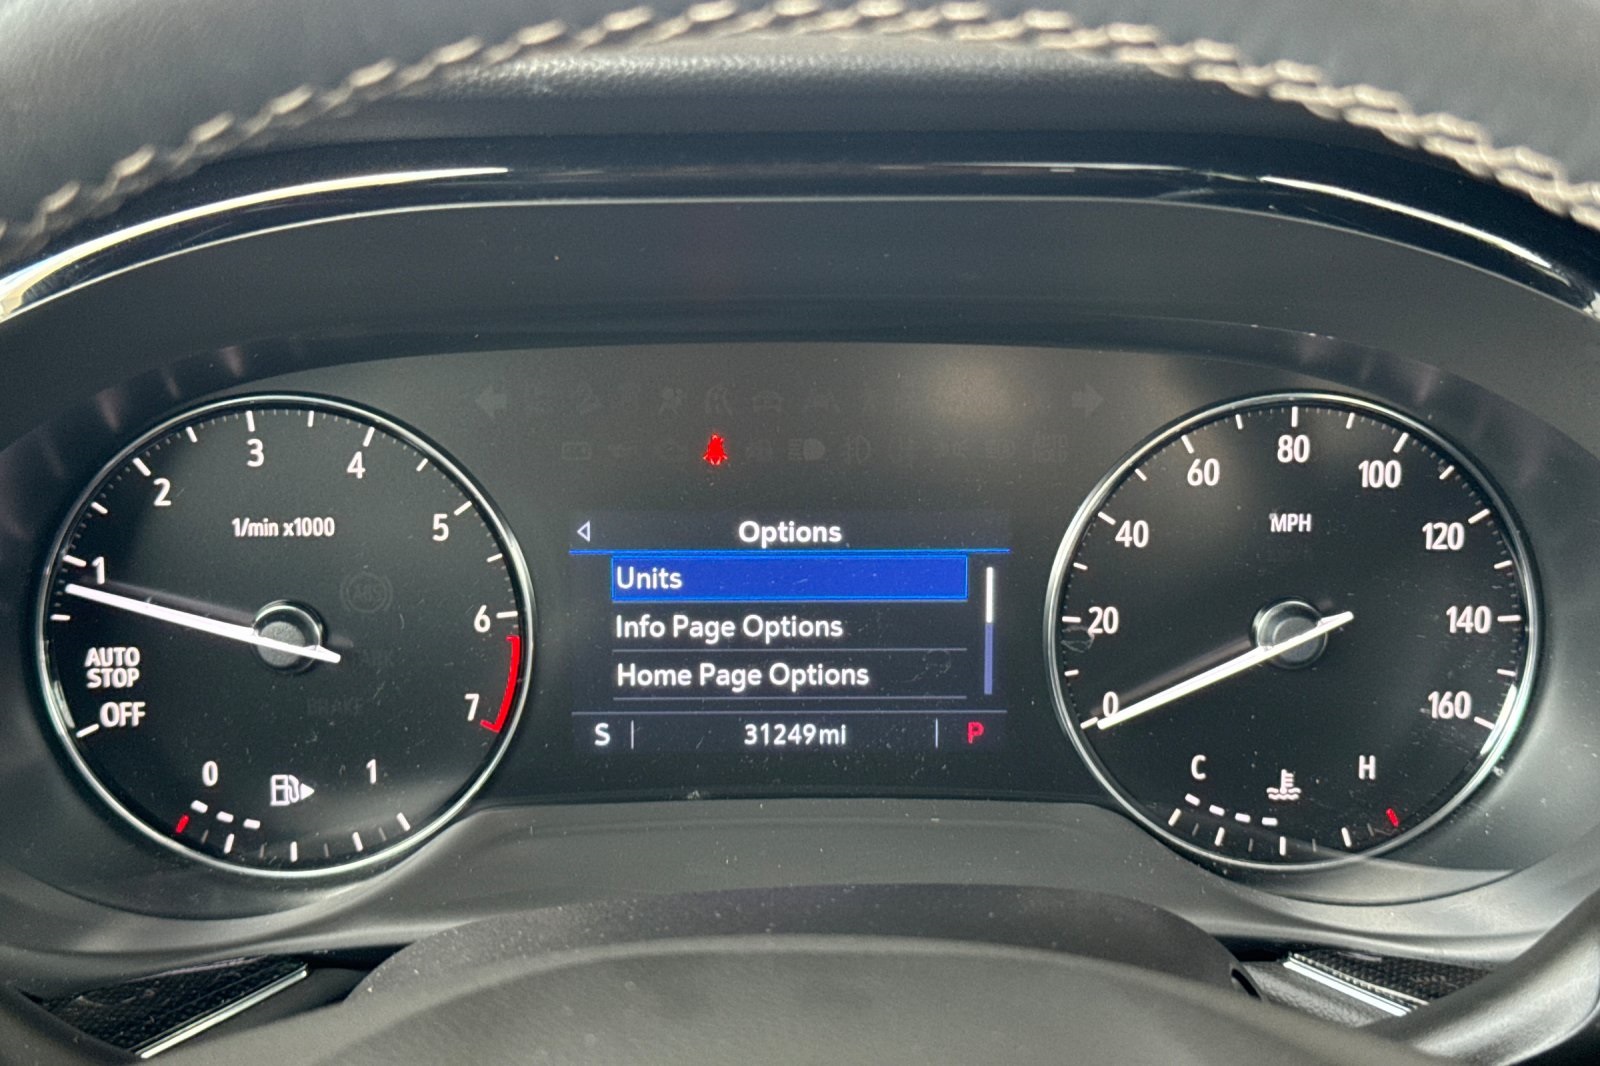 1/min x1000
1
2
3
4
5
6
7
AUTO
STOP
OFF
0
1
Options
Units
Info Page Options
Home Page Options
S
31249mi
P
MPH
0
20
40
60
80
100
120
140
160
C
H